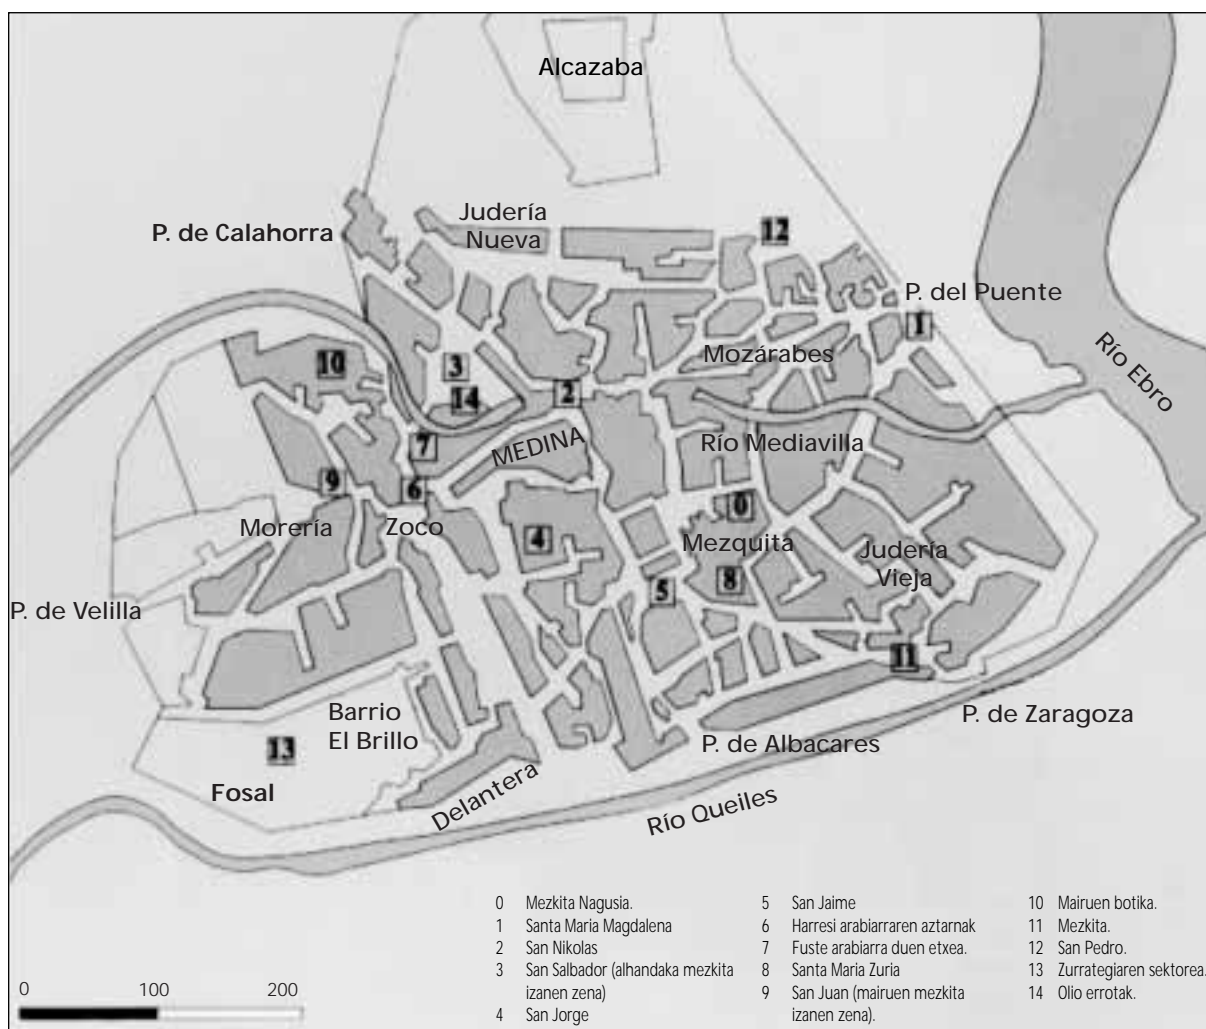 Alcazaba
Judería
Nueva
12
P. de Calahorra
P. del Puente
1
Río Ebro
Mozárabes
10
3
2
14
7
MEDINA
Río Mediavilla
9
6
0
Morería
Zoco
4
Mezquita
Judería
Vieja
8
5
P. de Velilla
11
Barrio
El Brillo
P. de Zaragoza
13
P. de Albacares
Fosal
Delantera
Río Queiles
0 Mezkita Nagusia.
1 Santa Maria Magdalena
2 San Nikolas
3 San Salbador (alhandaka mezkita
izanen zena)
4 San Jorge
5 San Jaime
6 Harresi arabiarraren aztarnak
7 Fuste arabiarra duen etxea.
8 Santa Maria Zuria
9 San Juan (mairuen mezkita
izanen zena).
10 Mairuen botika.
11 Mezkita.
12 San Pedro.
13 Zurrategiaren sektorea.
14 Olio errotak.
0 100 200